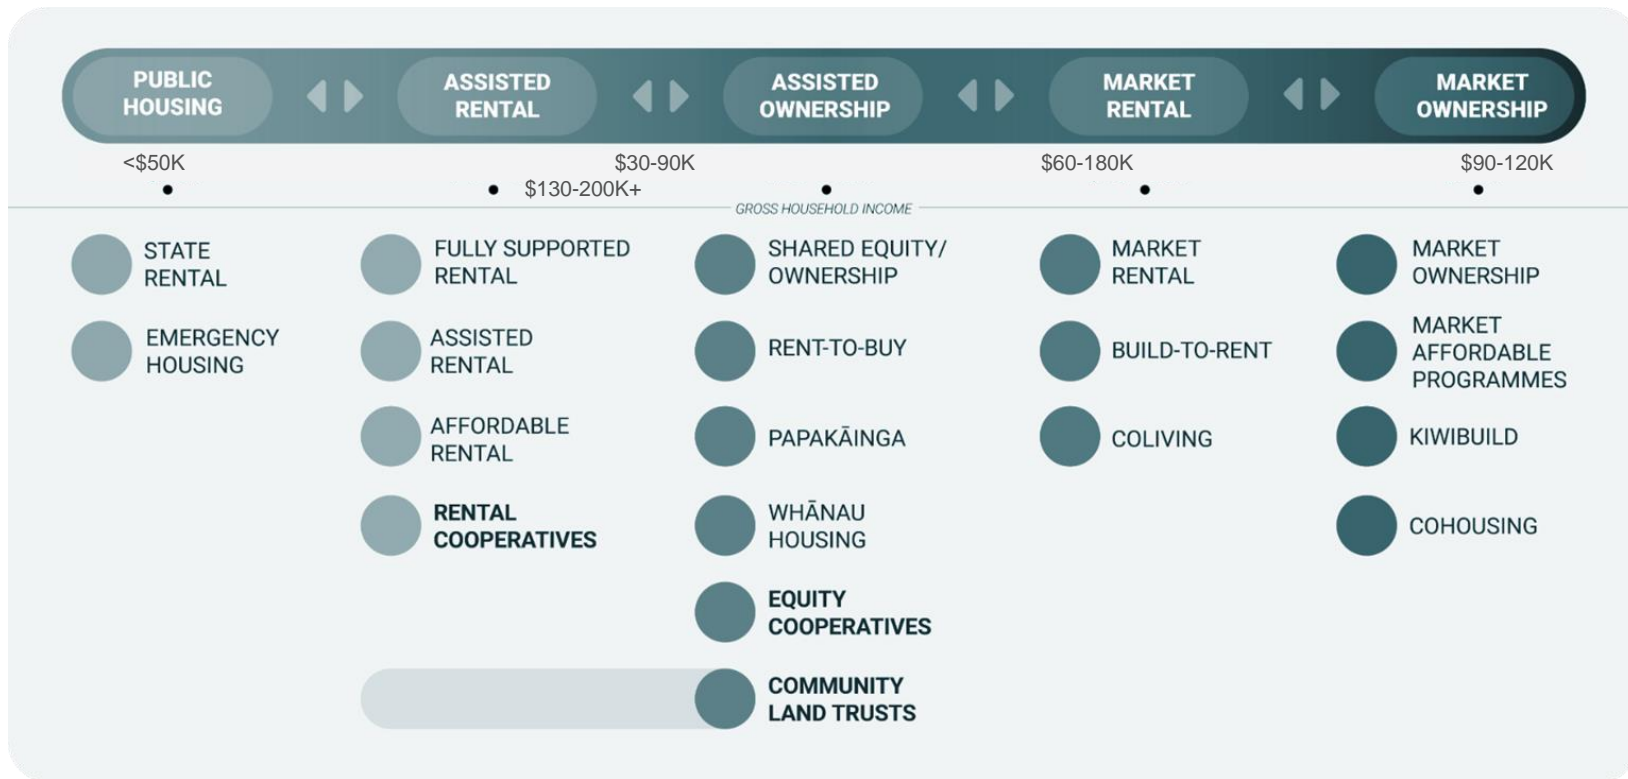 PUBLIC
HOUSING
ASSISTED
RENTAL
ASSISTED
OWNERSHIP
MARKET
RENTAL
MARKET
OWNERSHIP
<$50K
$30-90K
$60-180K
$90-120K
$130-200K+
GROSS HOUSEHOLD INCOME
STATE
RENTAL
EMERGENCY
HOUSING
FULLY SUPPORTED
RENTAL
ASSISTED
RENTAL
AFFORDABLE
RENTAL
RENTAL
COOPERATIVES
SHARED EQUITY/
OWNERSHIP
RENT-TO-BUY
PAPAKĀINGA
WHĀNAU
HOUSING
EQUITY
COOPERATIVES
COMMUNITY
LAND TRUSTS
MARKET
RENTAL
BUILD-TO-RENT
COLIVING
MARKET
OWNERSHIP
MARKET
AFFORDABLE
PROGRAMMES
KIWIBUILD
COHOUSING